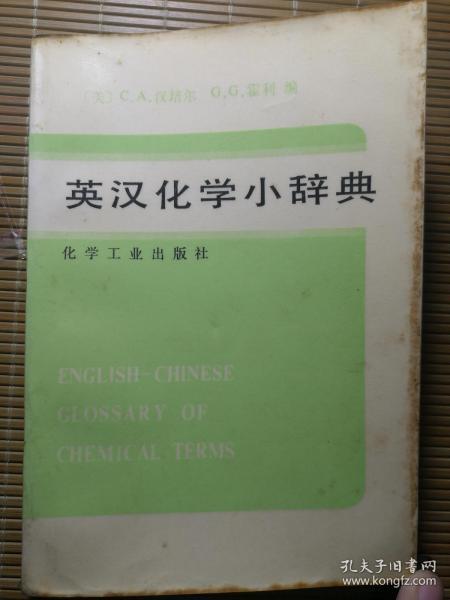 〔美〕C.A.汉培尔 G.G.霍利 编
英汉化学小辞典
化学工业出版社
ENGLISH-CHINESE
GLOSSARY OF
CHEMICAL TERMS
孔夫子旧书网
www.kongfz.com